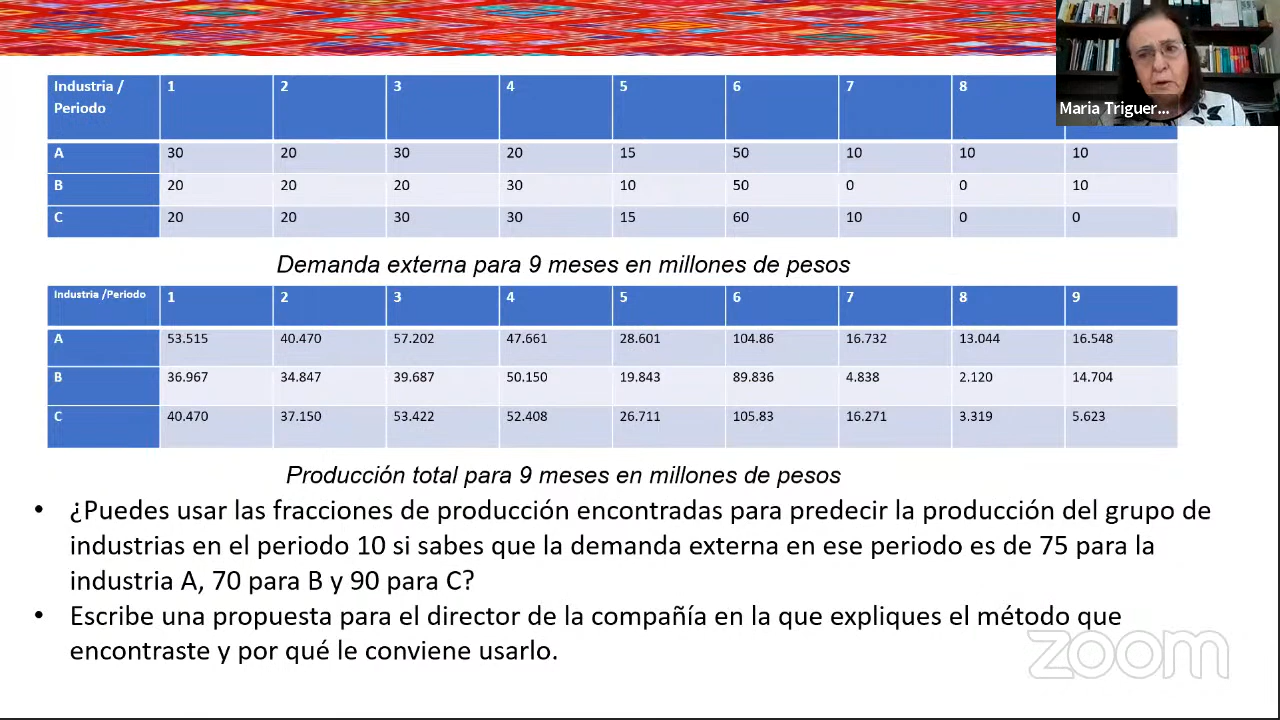 Maria Triguer...
Industria / Periodo 1 2 3 4 5 6 7 8
A 30 20 30 20 15 50 10 10 10
B 20 20 20 30 10 50 0 0 10
C 20 20 30 30 15 60 10 0 0
Demanda externa para 9 meses en millones de pesos
Industria /Periodo 1 2 3 4 5 6 7 8 9
A 53.515 40.470 57.202 47.661 28.601 104.86 16.732 13.044 16.548
B 36.967 34.847 39.687 50.150 19.843 89.836 4.838 2.120 14.704
C 40.470 37.150 53.422 52.408 26.711 105.83 16.271 3.319 5.623
Producción total para 9 meses en millones de pesos
• ¿Puedes usar las fracciones de producción encontradas para predecir la producción del grupo de
industrias en el periodo 10 si sabes que la demanda externa en ese periodo es de 75 para la
industria A, 70 para B y 90 para C?
• Escribe una propuesta para el director de la compañía en la que expliques el método que
encontraste y por qué le conviene usarlo.
zoom